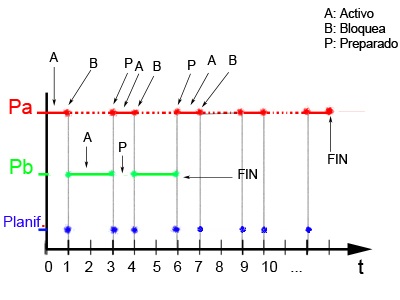 A: Activo
B: Bloquea
P: Preparado
A B P A B P A B
Pa
A P FIN
Pb FIN
Planif.
0 1 2 3 4 5 6 7 8 9 10 ... t